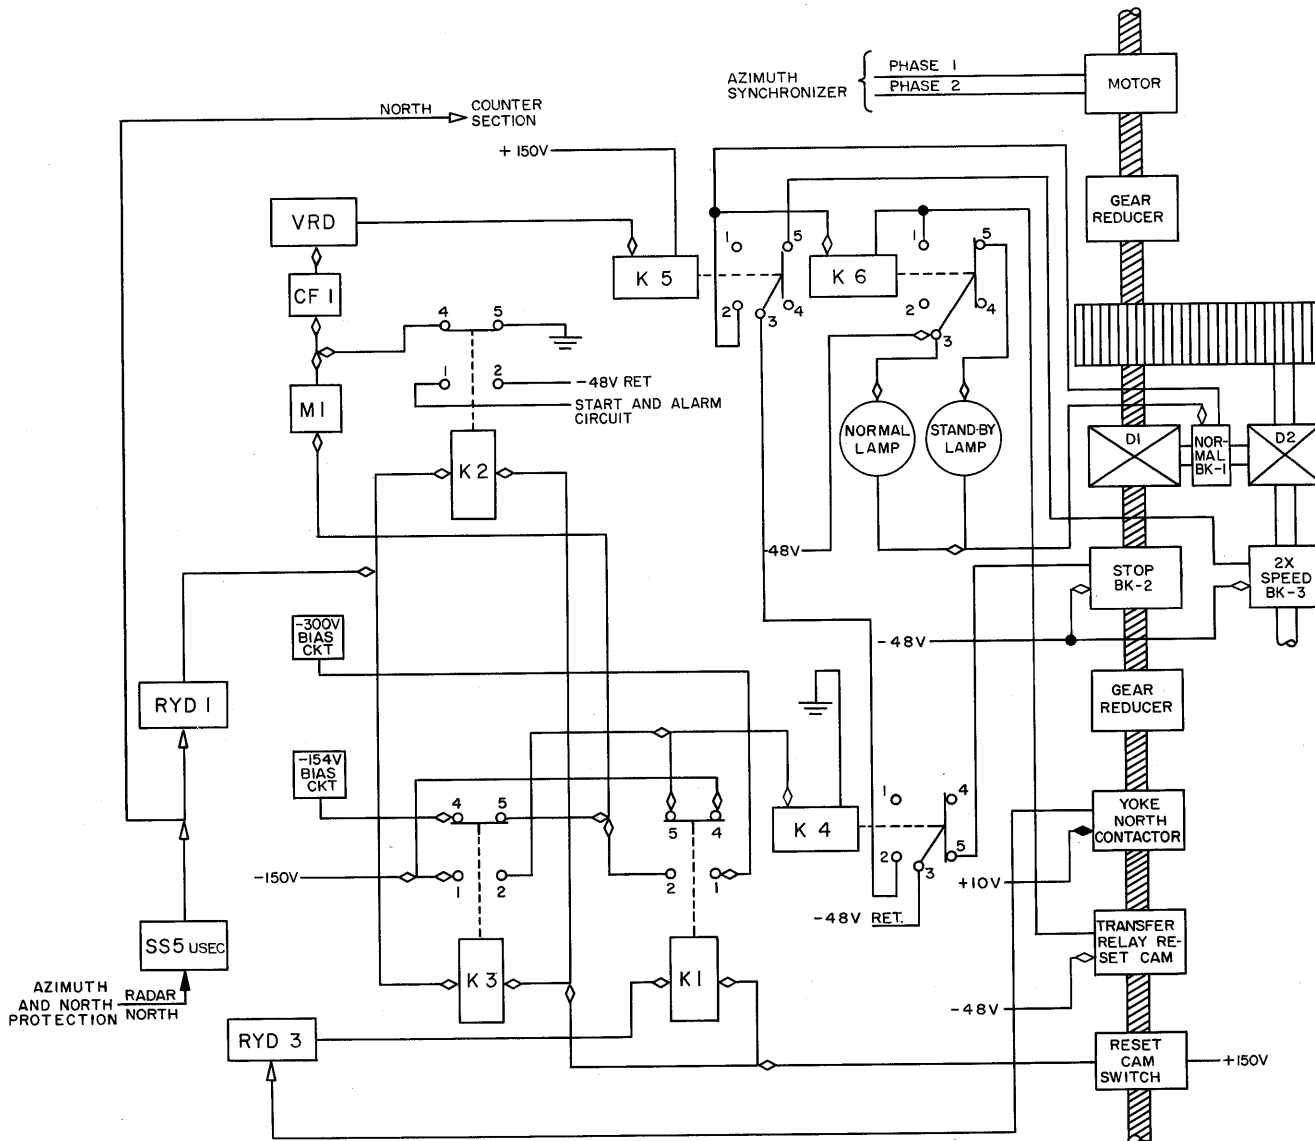 AZIMUTH
SYNCHRONIZER
PHASE 1
PHASE 2
MOTOR
NORTH
COUNTER
SECTION
+ 150V
GEAR
REDUCER
VRD
1
5
K 5
2
4
3
1
5
K 6
2
4
3
CF 1
4
5
1
2
-48V RET
START AND ALARM
CIRCUIT
M1
NORMAL
LAMP
STAND-BY
LAMP
D1
NOR-
MAL
BK-1
D2
K 2
-48V
STOP
BK-2
2X
SPEED
BK-3
-300V
BIAS
CKT
-48V
RYD 1
GEAR
REDUCER
-154V
BIAS
CKT
4
5
1
2
5
4
2
1
K 4
1
4
2
5
3
YOKE
NORTH
CONTACTOR
-150V
+10V
-48V RET.
SS5 USEC
K 3
K1
TRANSFER
RELAY RE-
SET CAM
AZIMUTH
AND NORTH
PROTECTION
RADAR
NORTH
-48V
RYD 3
RESET
CAM
SWITCH
+150V